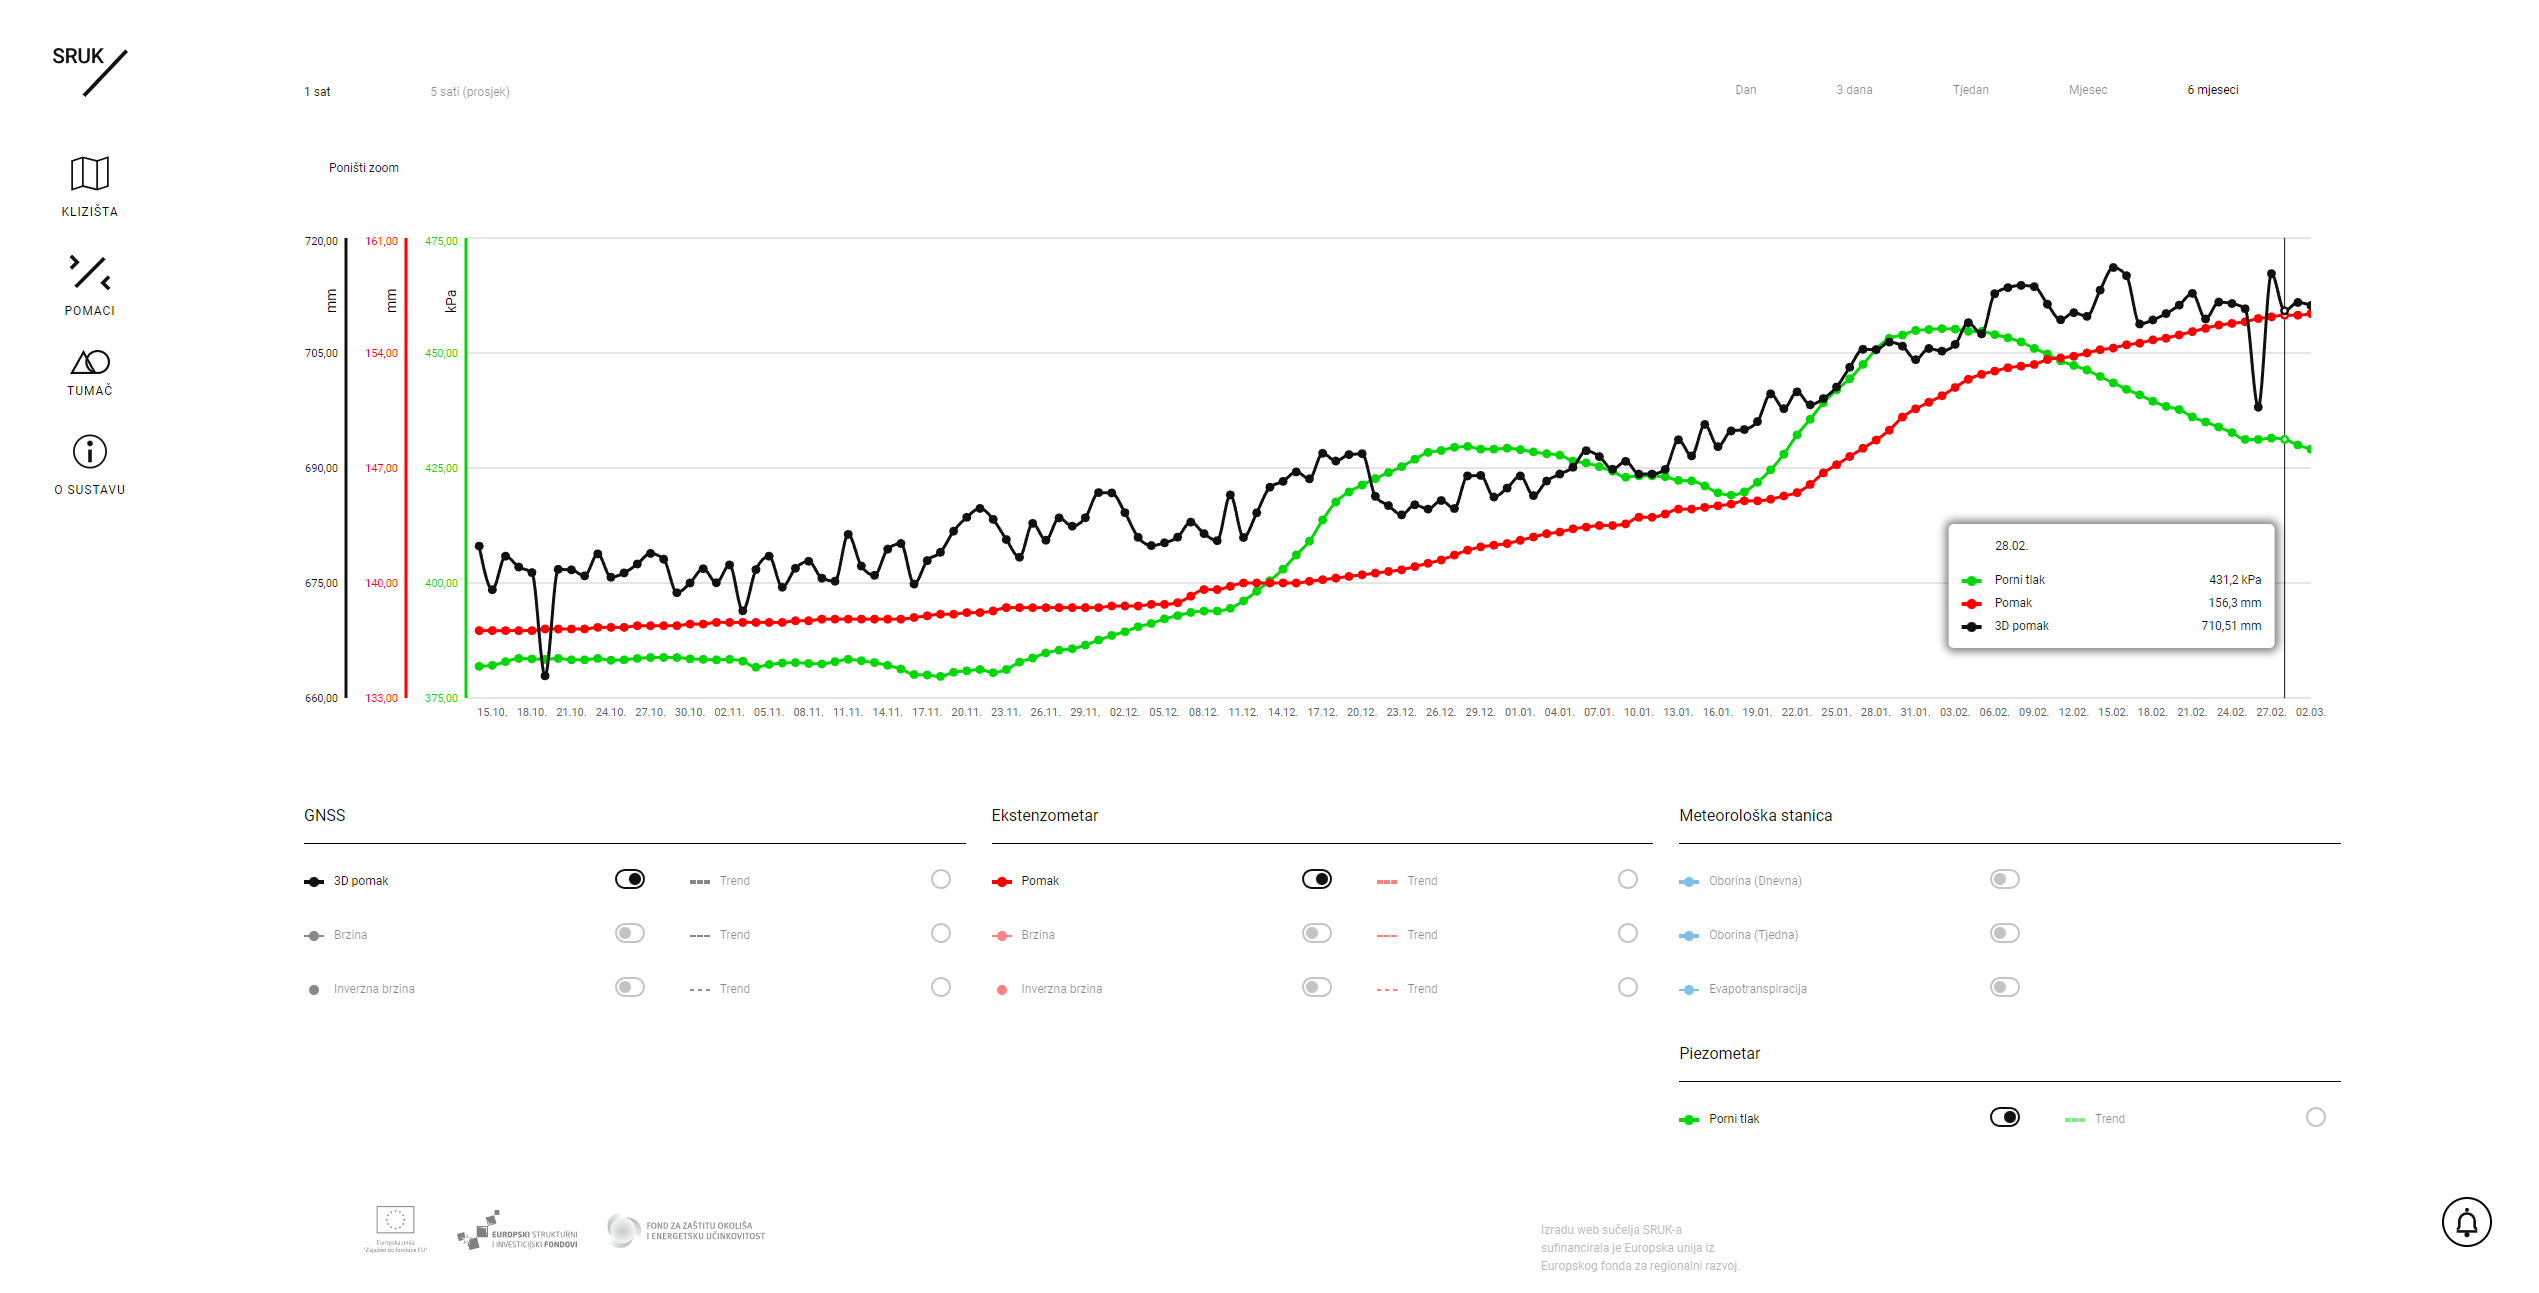 SRUK
1 sat
5 sati (prosjek)
Dan
3 dana
Tjedan
Mjesec
6 mjeseci
Poništi zoom
KLIZIŠTA
POMACI
TUMAČ
O SUSTAVU
720,00 161,00 475,00
mm mm kPa
705,00 154,00 450,00
690,00 147,00 425,00
675,00 140,00 400,00
660,00 133,00 375,00
28.02.
Porni tlak 431,2 kPa
Pomak 156,3 mm
3D pomak 710,51 mm
15.10. 18.10. 21.10. 24.10. 27.10. 30.10. 02.11. 05.11. 08.11. 11.11. 14.11. 17.11. 20.11. 23.11. 26.11. 29.11. 02.12. 05.12. 08.12. 11.12. 14.12. 17.12. 20.12. 23.12. 26.12. 29.12. 01.01. 04.01. 07.01. 10.01. 13.01. 16.01. 19.01. 22.01. 25.01. 28.01. 31.01. 03.02. 06.02. 09.02. 12.02. 15.02. 18.02. 21.02. 24.02. 27.02. 02.03.
GNSS
3D pomak Trend
Brzina Trend
Inverzna brzina Trend
Ekstenzometar
Pomak Trend
Brzina Trend
Inverzna brzina Trend
Meteorološka stanica
Oborina (Dnevna)
Oborina (Tjedna)
Evapotranspiracija
Piezometar
Porni tlak Trend
Europska unija
"Zajedno do fondova EU"
EUROPSKI STRUKTURNI
I INVESTICIJSKI FONDOVI
FOND ZA ZAŠTITU OKOLIŠA
I ENERGETSKU UČINKOVITOST
Izradu web sučelja SRUK-a
sufinancirala je Europska unija iz
Europskog fonda za regionalni razvoj.